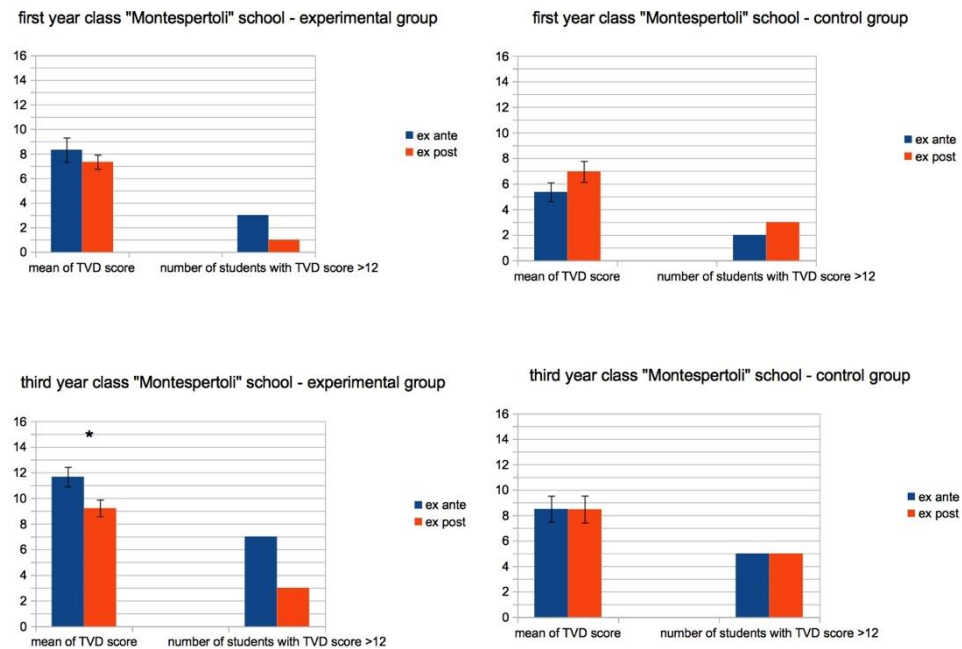 first year class "Montespertoli" school - experimental group
16
14
12
10
8
6
4
2
0
mean of TVD score
number of students with TVD score >12
ex ante
ex post
first year class "Montespertoli" school - control group
16
14
12
10
8
6
4
2
0
mean of TVD score
number of students with TVD score >12
ex ante
ex post
third year class "Montespertoli" school - experimental group
16
14
12
10
8
6
4
2
0
*
mean of TVD score
number of students with TVD score >12
ex ante
ex post
third year class "Montespertoli" school - control group
16
14
12
10
8
6
4
2
0
mean of TVD score
number of students with TVD score >12
ex ante
ex post